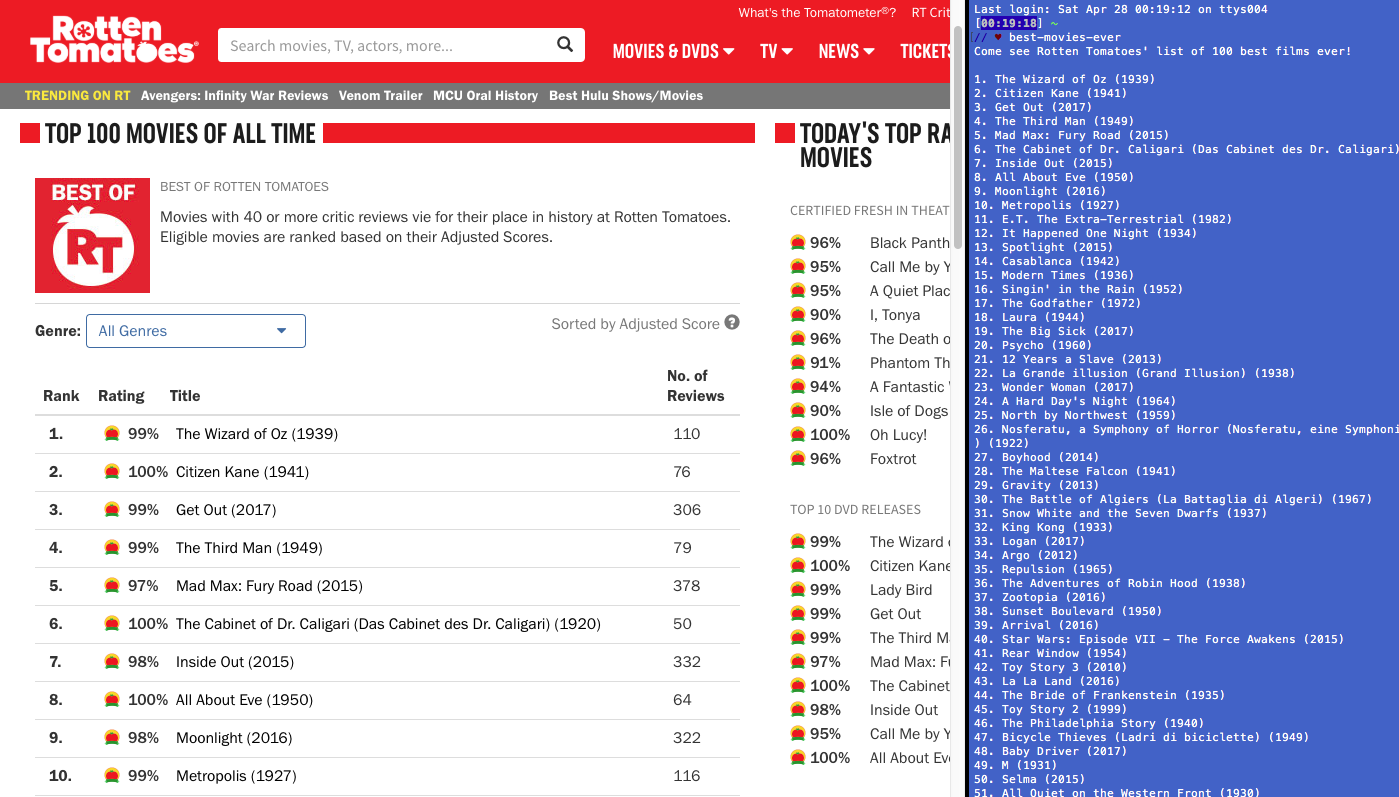 What's the Tomatometer®? RT Crit
Rotten
Tomatoes
Search movies, TV, actors, more...
MOVIES & DVDS TV NEWS TICKETS
TRENDING ON RT Avengers: Infinity War Reviews Venom Trailer MCU Oral History Best Hulu Shows/Movies
TOP 100 MOVIES OF ALL TIME
BEST OF
RT
BEST OF ROTTEN TOMATOES
Movies with 40 or more critic reviews vie for their place in history at Rotten Tomatoes.
Eligible movies are ranked based on their Adjusted Scores.
Genre: All Genres
Sorted by Adjusted Score ?
Rank Rating Title No. of Reviews
1. 99% The Wizard of Oz (1939) 110
2. 100% Citizen Kane (1941) 76
3. 99% Get Out (2017) 306
4. 99% The Third Man (1949) 79
5. 97% Mad Max: Fury Road (2015) 378
6. 100% The Cabinet of Dr. Caligari (Das Cabinet des Dr. Caligari) (1920) 50
7. 98% Inside Out (2015) 332
8. 100% All About Eve (1950) 64
9. 98% Moonlight (2016) 322
10. 99% Metropolis (1927) 116
TODAY'S TOP RA
MOVIES
CERTIFIED FRESH IN THEAT
96% Black Panth
95% Call Me by Y
95% A Quiet Plac
90% I, Tonya
96% The Death o
91% Phantom Th
94% A Fantastic
90% Isle of Dogs
100% Oh Lucy!
96% Foxtrot
TOP 10 DVD RELEASES
99% The Wizard o
100% Citizen Kane
99% Lady Bird
99% Get Out
99% The Third M
97% Mad Max: Fu
100% The Cabinet
98% Inside Out
95% Call Me by Y
100% All About Ev
Last login: Sat Apr 28 00:19:12 on ttys004
[00:19:18] ~
// ♥ best-movies-ever
Come see Rotten Tomatoes' list of 100 best films ever!
1. The Wizard of Oz (1939)
2. Citizen Kane (1941)
3. Get Out (2017)
4. The Third Man (1949)
5. Mad Max: Fury Road (2015)
6. The Cabinet of Dr. Caligari (Das Cabinet des Dr. Caligari)
7. Inside Out (2015)
8. All About Eve (1950)
9. Moonlight (2016)
10. Metropolis (1927)
11. E.T. The Extra-Terrestrial (1982)
12. It Happened One Night (1934)
13. Spotlight (2015)
14. Casablanca (1942)
15. Modern Times (1936)
16. Singin' in the Rain (1952)
17. The Godfather (1972)
18. Laura (1944)
19. The Big Sick (2017)
20. Psycho (1960)
21. 12 Years a Slave (2013)
22. La Grande illusion (Grand Illusion) (1938)
23. Wonder Woman (2017)
24. A Hard Day's Night (1964)
25. North by Northwest (1959)
26. Nosferatu, a Symphony of Horror (Nosferatu, eine Symphoni
) (1922)
27. Boyhood (2014)
28. The Maltese Falcon (1941)
29. Gravity (2013)
30. The Battle of Algiers (La Battaglia di Algeri) (1967)
31. Snow White and the Seven Dwarfs (1937)
32. King Kong (1933)
33. Logan (2017)
34. Argo (2012)
35. Repulsion (1965)
36. The Adventures of Robin Hood (1938)
37. Zootopia (2016)
38. Sunset Boulevard (1950)
39. Arrival (2016)
40. Star Wars: Episode VII - The Force Awakens (2015)
41. Rear Window (1954)
42. Toy Story 3 (2010)
43. La La Land (2016)
44. The Bride of Frankenstein (1935)
45. Toy Story 2 (1999)
46. The Philadelphia Story (1940)
47. Bicycle Thieves (Ladri di biciclette) (1949)
48. Baby Driver (2017)
49. M (1931)
50. Selma (2015)
51. All Quiet on the Western Front (1930)